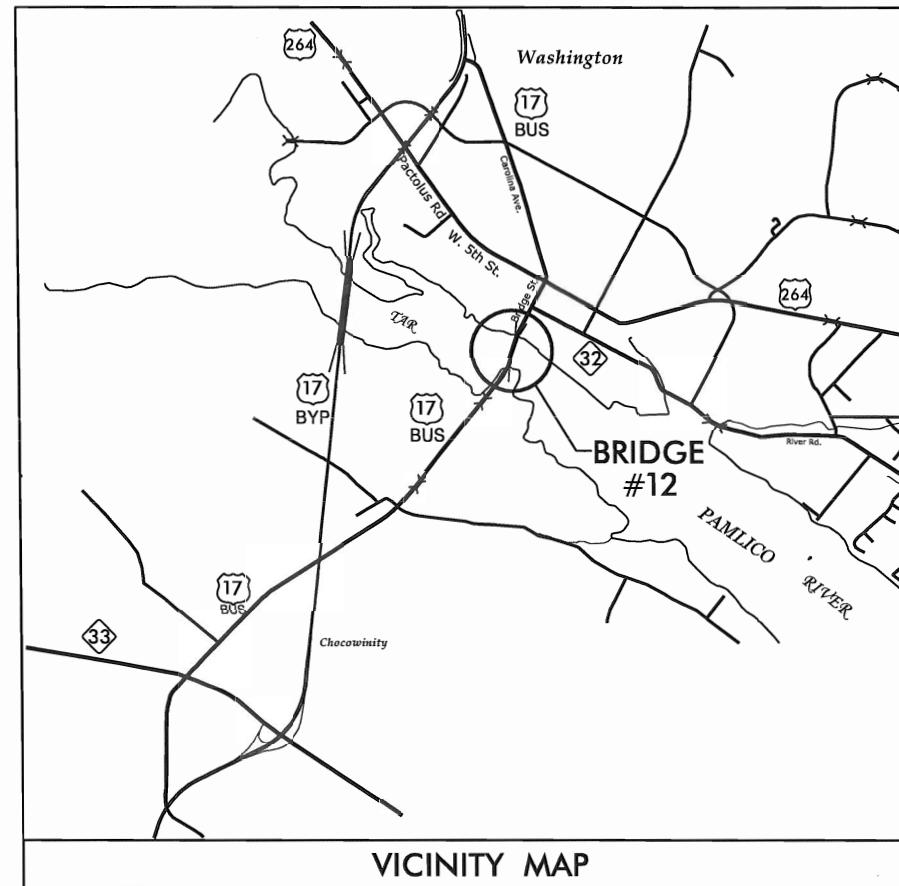 264
Washington
17
BUS
Carolina Ave.
Pactolus Rd
W. 5th St.
Bridge St.
264
TAR
32
17
BYP
17
BUS
River Rd.
BRIDGE
#12
PAMLICO
RIVER
17
BUS
33
Chocowinity
VICINITY MAP